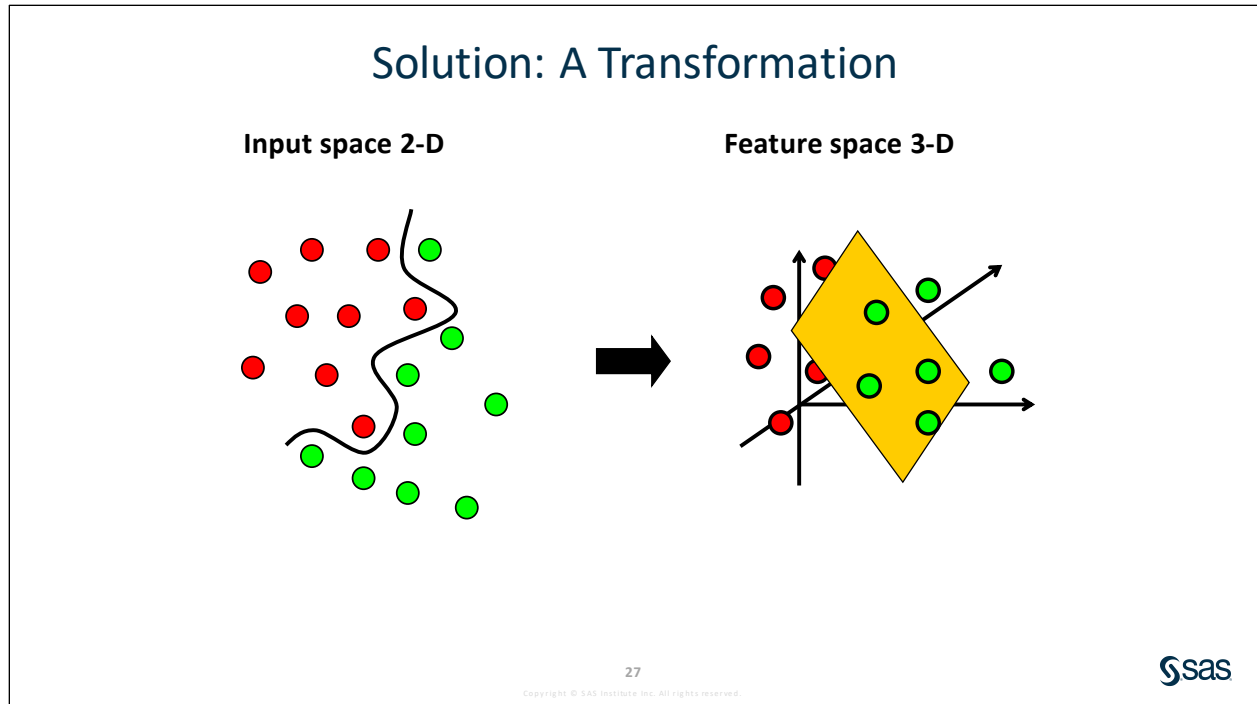 Solution: A Transformation
Input space 2-D
Feature space 3-D
27
Copyright © SAS Institute Inc. All rights reserved.
sas